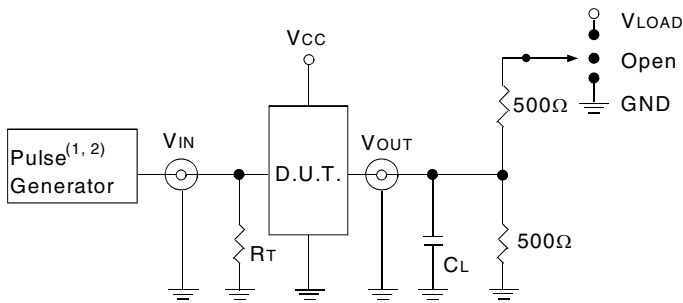 VLOAD
VCC
Open
500Ω
GND
VIN
VOUT
Pulse(1, 2)
Generator
D.U.T.
RT
CL
500Ω